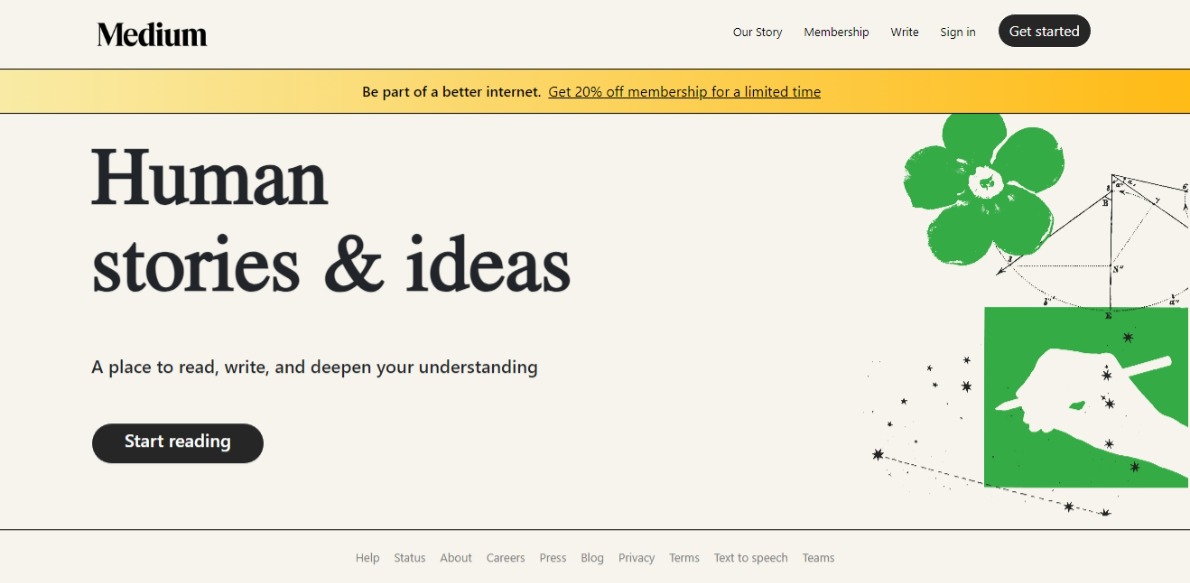 Medium
Our Story Membership Write Sign in Get started
Be part of a better internet. Get 20% off membership for a limited time
Human
stories & ideas
A place to read, write, and deepen your understanding
Start reading
Help Status About Careers Press Blog Privacy Terms Text to speech Teams